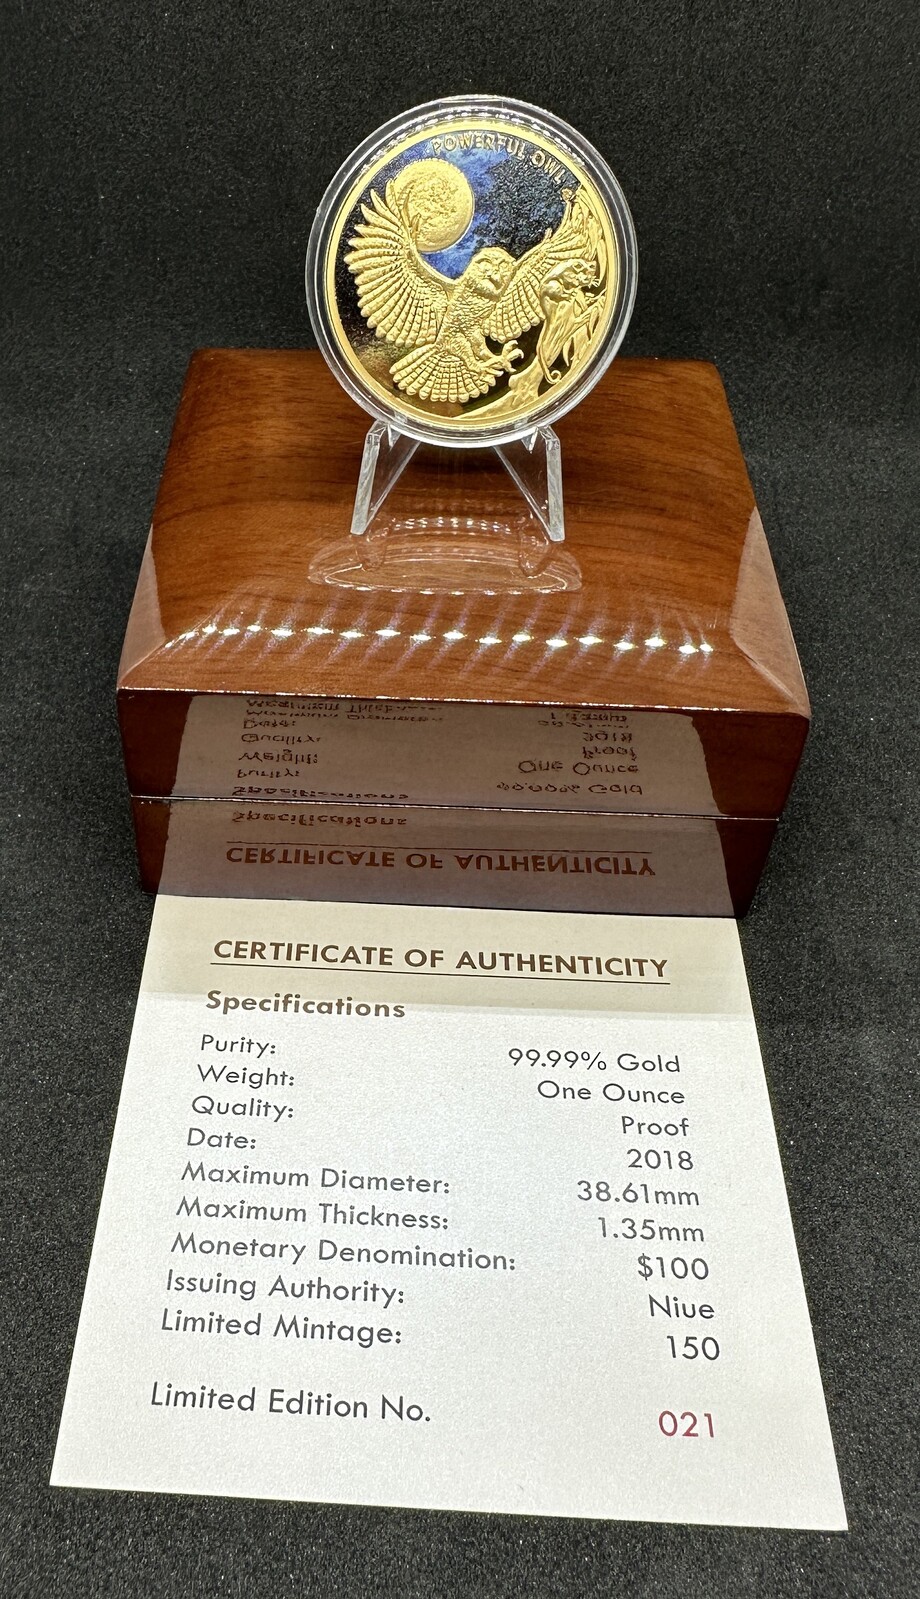 POWERFUL OWL
CERTIFICATE OF AUTHENTICITY
Specifications
Purity: 99.99% Gold
Weight: One Ounce
Quality: Proof
Date: 2018
Maximum Diameter: 38.61mm
Maximum Thickness: 1.35mm
Monetary Denomination: $100
Issuing Authority: Niue
Limited Mintage: 150
Limited Edition No. 021